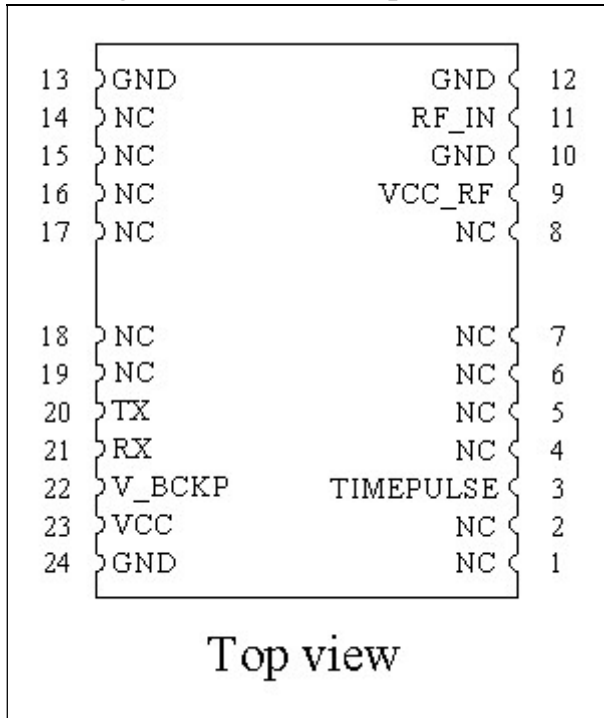 13 GND GND 12
14 NC RF_IN 11
15 NC GND 10
16 NC VCC_RF 9
17 NC NC 8
18 NC NC 7
19 NC NC 6
20 TX NC 5
21 RX NC 4
22 V_BCKP TIMEPULSE 3
23 VCC NC 2
24 GND NC 1
Top view